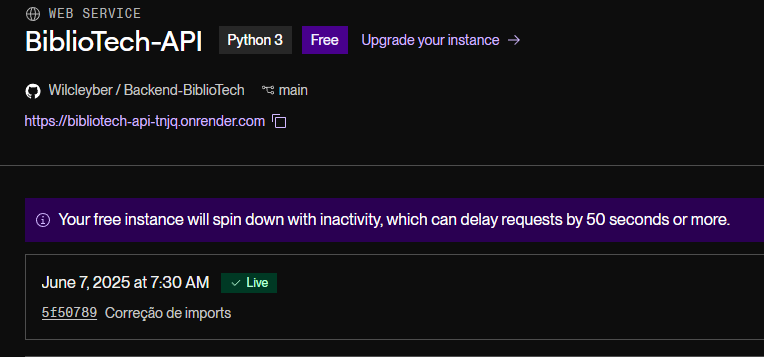 WEB SERVICE
BiblioTech-API Python 3 Free Upgrade your instance →
Wilcleyber / Backend-BiblioTech main
https://bibliotech-api-tnjq.onrender.com
Your free instance will spin down with inactivity, which can delay requests by 50 seconds or more.
June 7, 2025 at 7:30 AM ✓ Live
5f50789 Correção de imports